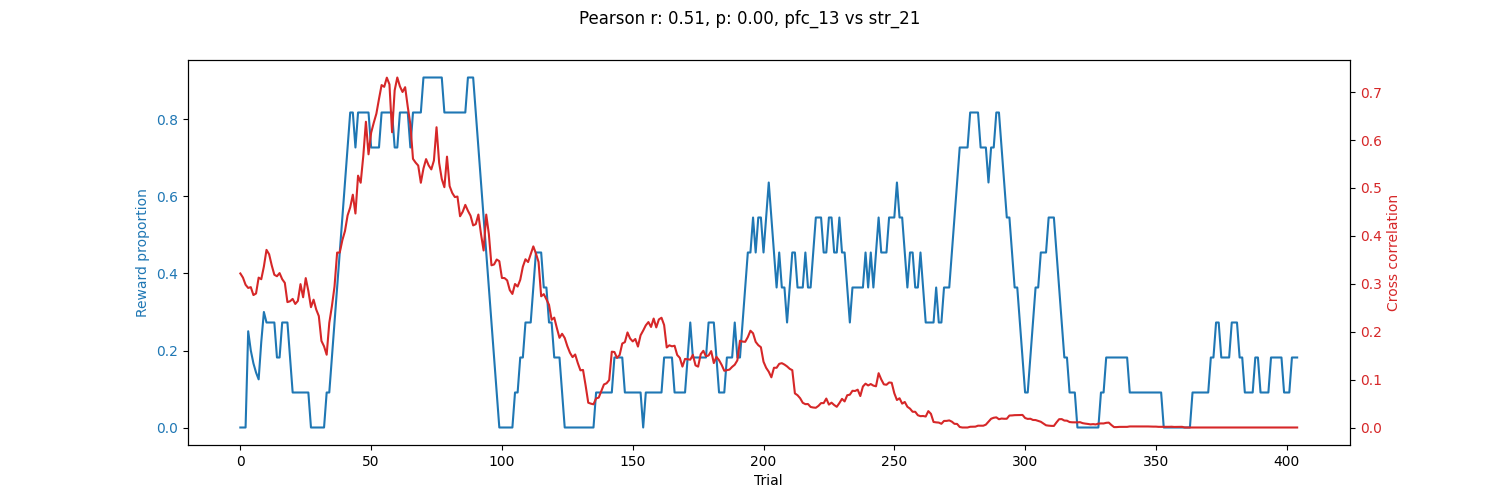 Pearson r: 0.51, p: 0.00, pfc_13 vs str_21
Reward proportion
0.8
0.6
0.4
0.2
0.0
0.7
0.6
0.5
0.4
0.3
0.2
0.1
0.0
Cross correlation
0 50 100 150 200 250 300 350 400
Trial